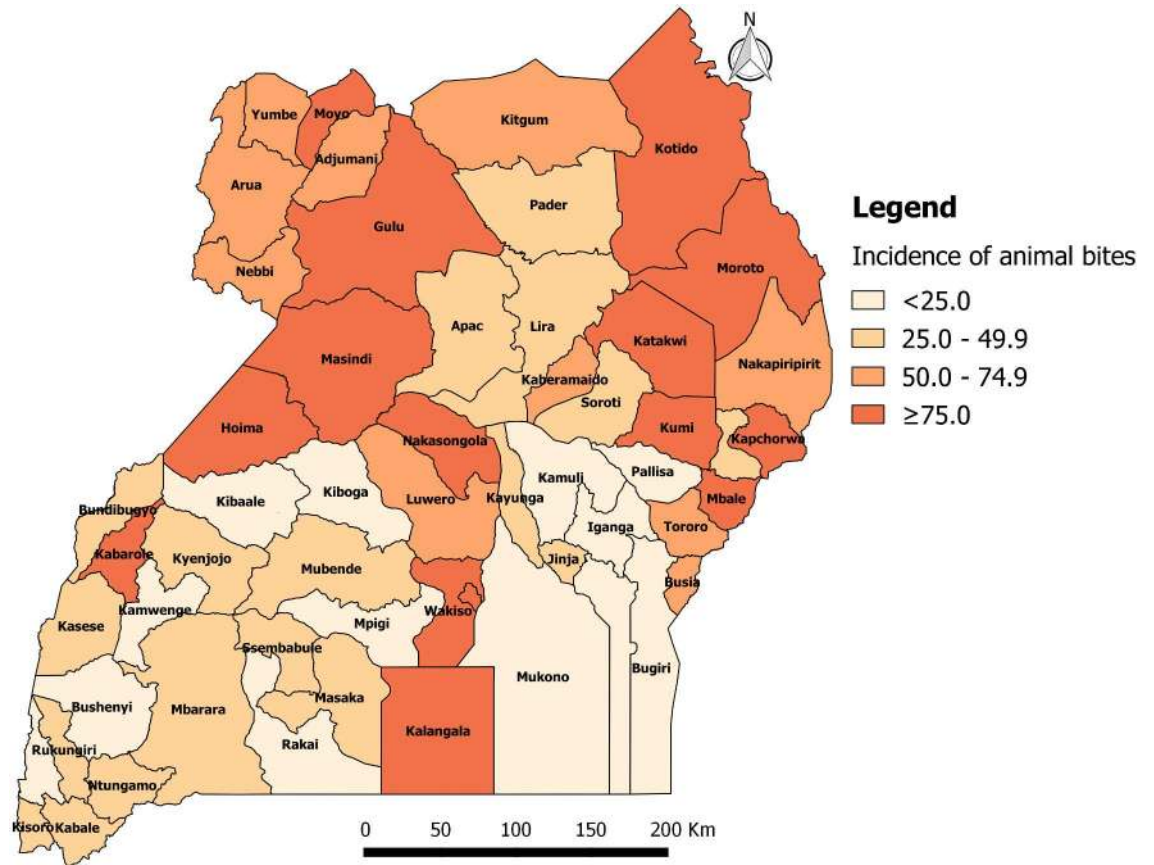 N
Yumbe
Moyo
Kitgum
Adjumani
Kotido
Arua
Pader
Gulu
Nebbi
Moroto
Apac
Lira
Katakwi
Masindi
Nakapiripirit
Kaberamaido
Soroti
Hoima
Nakasongola
Kumi
Kapchorwa
Kamuli
Pallisa
Kibaale
Kiboga
Luwero
Kayunga
Mbale
Bundibugyo
Iganga
Tororo
Kabarole
Kyenjojo
Mubende
Jinja
Busia
Kamwenge
Wakiso
Kasese
Mpigi
Ssembabule
Mukono
Bugiri
Bushenyi
Mbarara
Masaka
Kalangala
Rukungiri
Rakai
Ntungamo
Kisoro
Kabale
Legend
Incidence of animal bites
<25.0
25.0 - 49.9
50.0 - 74.9
≥75.0
0 50 100 150 200 Km